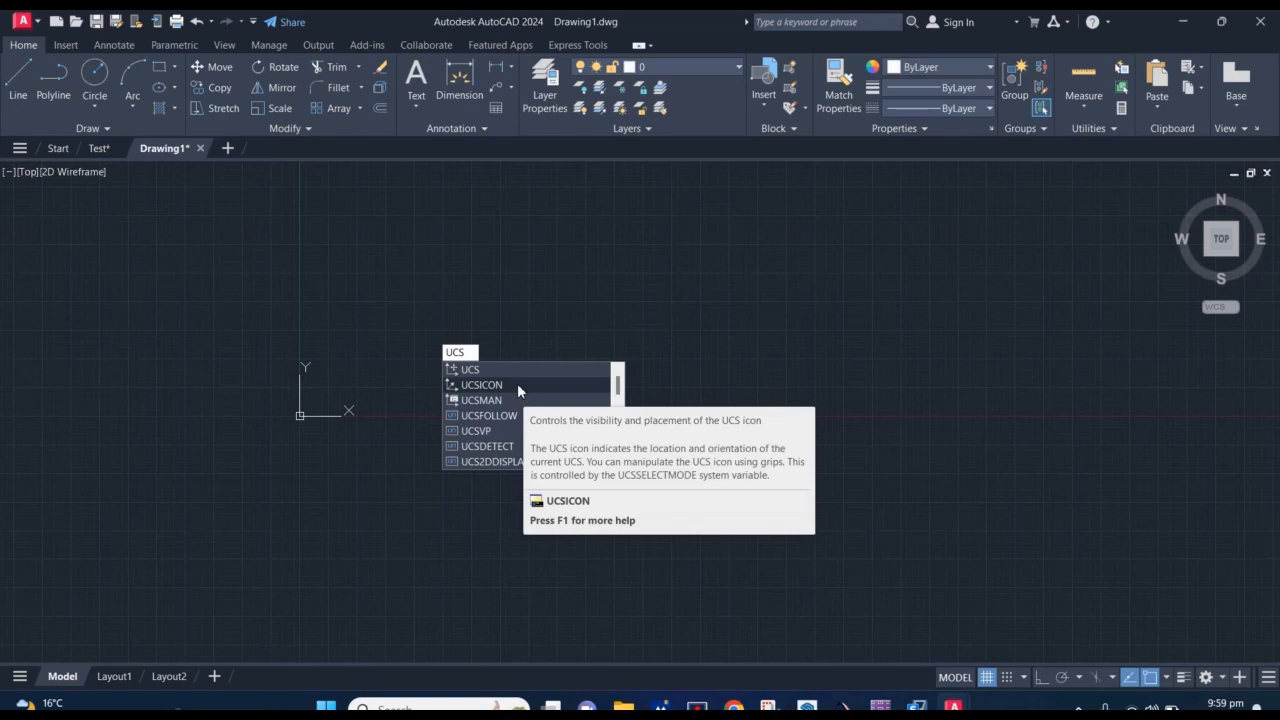 A Share Autodesk AutoCAD 2024 Drawing1.dwg Type a keyword or phrase Sign In
Home Insert Annotate Parametric View Manage Output Add-ins Collaborate Featured Apps Express Tools
Line Polyline Circle Arc
Move Rotate Trim
Copy Mirror Fillet
Stretch Scale Array
Text Dimension
Layer
Properties
0
Insert
Match
Properties
ByLayer
ByLayer
ByLayer
Group Measure Paste Base
Draw Modify Annotation Layers Block Properties Groups Utilities Clipboard View
Start Test* Drawing1*
[−][Top][2D Wireframe]
N
W TOP E
S
WCS
Y
X
UCS
UCS
UCSICON
UCSMAN
UCSFOLLOW
UCSVP
UCSDETECT
UCS2DDISPLA
Controls the visibility and placement of the UCS icon
The UCS icon indicates the location and orientation of the
current UCS. You can manipulate the UCS icon using grips. This
is controlled by the UCSSELECTMODE system variable.
UCSICON
Press F1 for more help
Model Layout1 Layout2 MODEL
16°C Search 9:59 pm